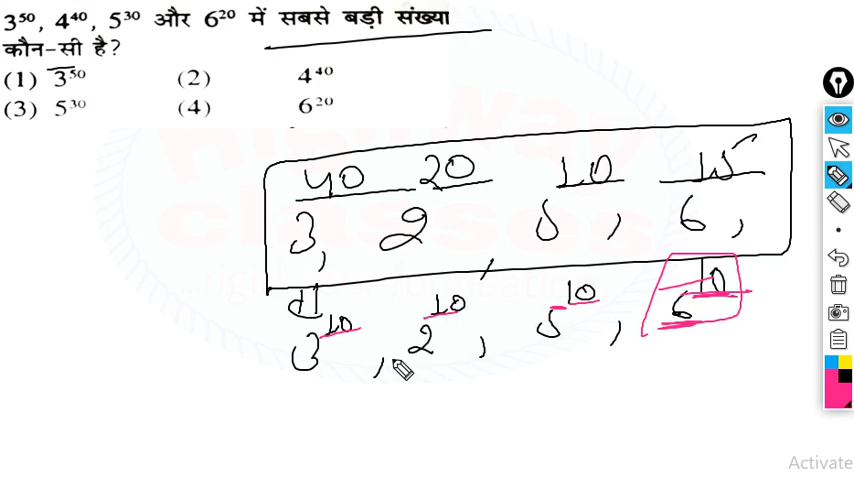 3⁵⁰, 4⁴⁰, 5³⁰ और 6²⁰ में सबसे बड़ी संख्या
कौन-सी है?
(1) 3⁵⁰ (2) 4⁴⁰
(3) 5³⁰ (4) 6²⁰
40 20 10 15
3, 2, 5, 6,
3¹⁰, 2¹⁰, 5¹⁰, 6¹⁰
classes
Activate